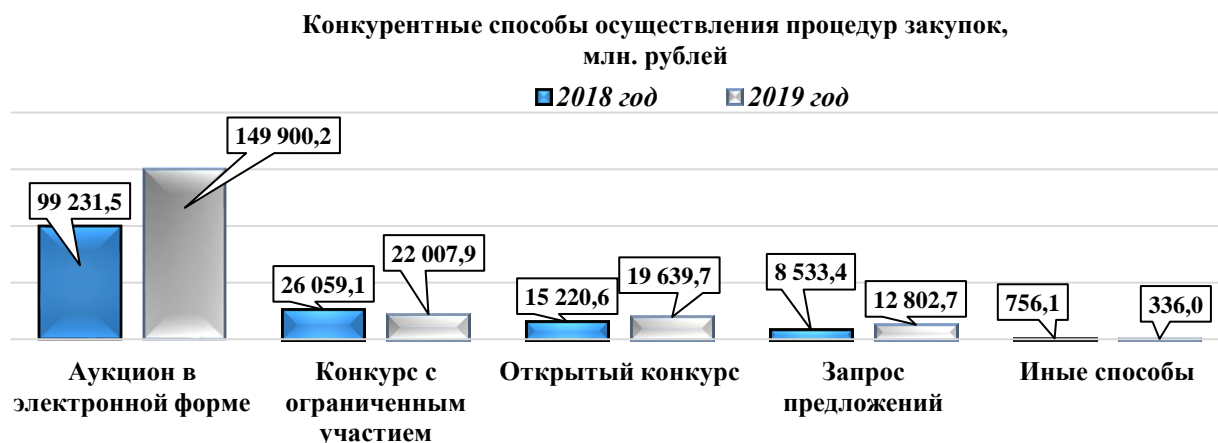 Конкурентные способы осуществления процедур закупок,
млн. рублей
2018 год 2019 год
149 900,2
99 231,5
22 007,9
26 059,1
19 639,7
15 220,6
8 533,4
12 802,7
756,1
336,0
Аукцион в
электронной форме
Конкурс с
ограниченным
участием
Открытый конкурс
Запрос
предложений
Иные способы